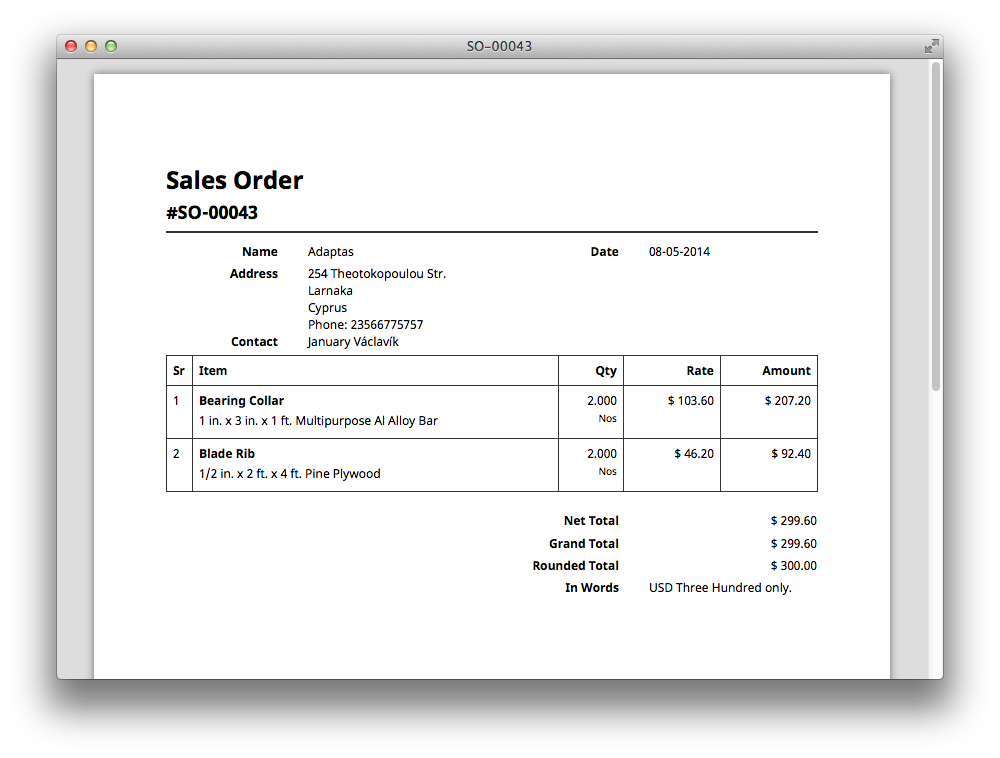 SO-00043
Sales Order
#SO-00043
Name Adaptas Date 08-05-2014
Address 254 Theotokopoulou Str.
Larnaka
Cyprus
Phone: 23566775757
Contact January Václavík
Sr Item Qty Rate Amount
1 Bearing Collar 2.000 $ 103.60 $ 207.20
1 in. x 3 in. x 1 ft. Multipurpose Al Alloy Bar Nos
2 Blade Rib 2.000 $ 46.20 $ 92.40
1/2 in. x 2 ft. x 4 ft. Pine Plywood Nos
Net Total $ 299.60
Grand Total $ 299.60
Rounded Total $ 300.00
In Words USD Three Hundred only.